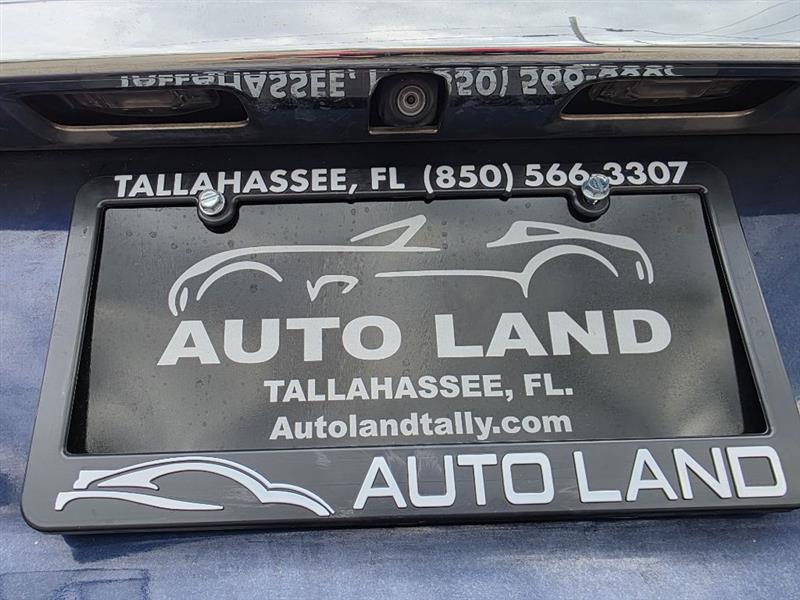 TALLAHASSEE, FL (850) 566-3307
AUTO LAND
TALLAHASSEE, FL.
Autolandtally.com
AUTO LAND